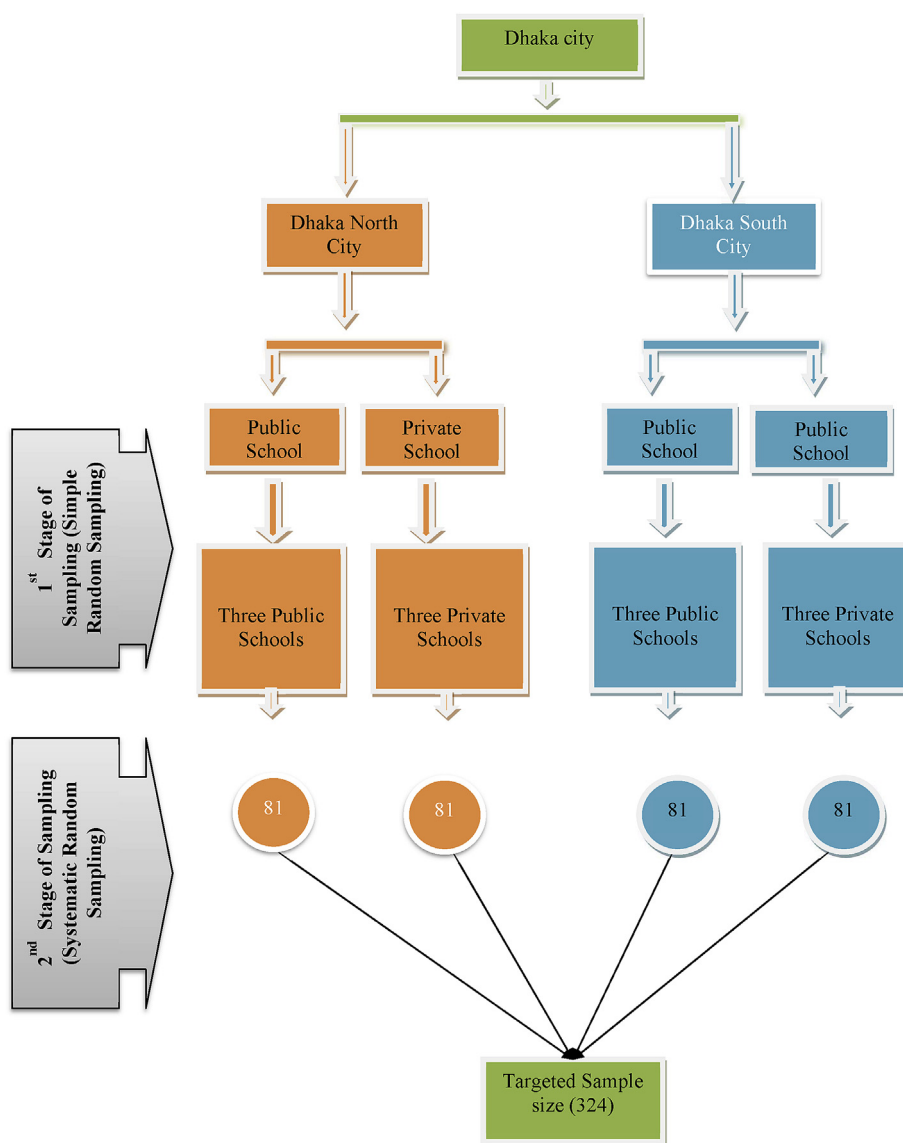 Dhaka city
Dhaka North
City
Dhaka South
City
Public
School
Private
School
Public
School
Public
School
1st Stage of
Sampling (Simple
Random Sampling)
Three Public
Schools
Three Private
Schools
Three Public
Schools
Three Private
Schools
2nd Stage of Sampling
(Systematic Random
Sampling)
81
81
81
81
Targeted Sample
size (324)